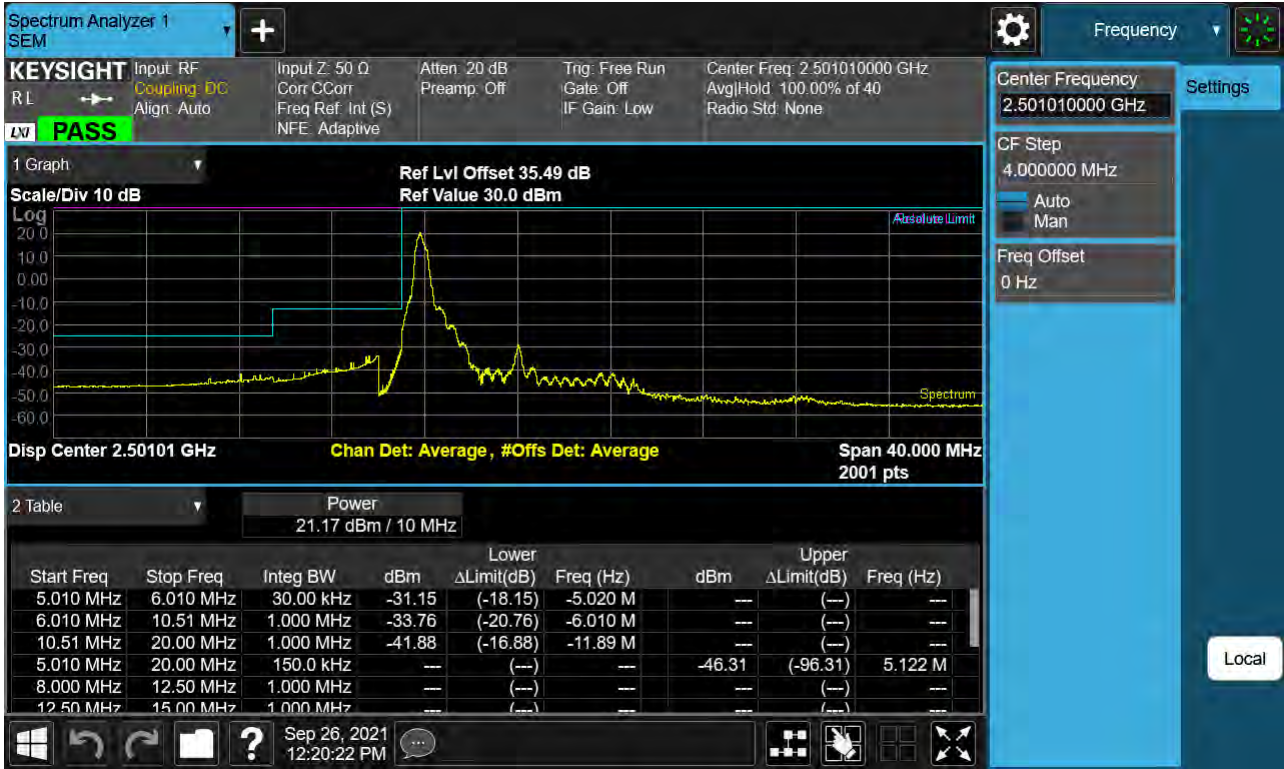 Spectrum Analyzer 1
SEM
Frequency
KEYSIGHT
RL
LXI
PASS
Input: RF
Coupling: DC
Align: Auto
Input Z: 50 Ω
Corr CCorr
Freq Ref: Int (S)
NFE: Adaptive
Atten: 20 dB
Preamp: Off
Trig: Free Run
Gate: Off
IF Gain: Low
Center Freq: 2.501010000 GHz
Avg|Hold: 100.00% of 40
Radio Std: None
Center Frequency
2.501010000 GHz
Settings
CF Step
4.000000 MHz
Auto
Man
Freq Offset
0 Hz
1 Graph
Scale/Div 10 dB
Ref Lvl Offset 35.49 dB
Ref Value 30.0 dBm
Log
Absolute Limit
20.0
10.0
0.00
-10.0
-20.0
-30.0
-40.0
-50.0
-60.0
Spectrum
Disp Center 2.50101 GHz
Chan Det: Average, #Offs Det: Average
Span 40.000 MHz
2001 pts
2 Table
Power
21.17 dBm / 10 MHz
Lower Upper
Start Freq Stop Freq Integ BW dBm ΔLimit(dB) Freq (Hz) dBm ΔLimit(dB) Freq (Hz)
5.010 MHz 6.010 MHz 30.00 kHz -31.15 (-18.15) -5.020 M --- (---) ---
6.010 MHz 10.51 MHz 1.000 MHz -33.76 (-20.76) -6.010 M --- (---) ---
10.51 MHz 20.00 MHz 1.000 MHz -41.88 (-16.88) -11.89 M --- (---) ---
5.010 MHz 20.00 MHz 150.0 kHz --- (---) --- -46.31 (-96.31) 5.122 M
8.000 MHz 12.50 MHz 1.000 MHz --- (---) --- --- (---) ---
12.50 MHz 15.00 MHz 1.000 MHz --- (---) --- --- (---) ---
Local
Sep 26, 2021
12:20:22 PM